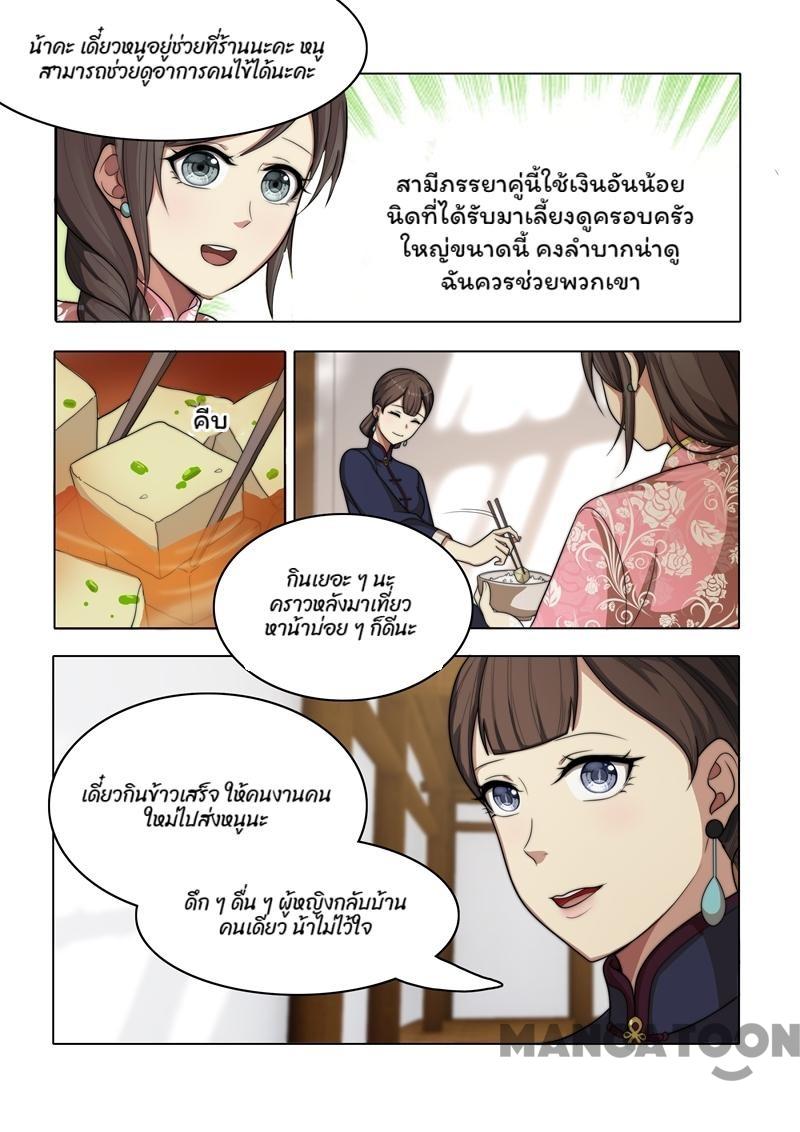 น้าคะ เดี๋ยวหนูอยู่ช่วยที่ร้านนะคะ หนู
สามารถช่วยดูอาการคนไข้ได้นะคะ
สามีภรรยาคู่นี้ใช้เงินอันน้อย
นิดที่ได้รับมาเลี้ยงดูครอบครัว
ใหญ่ขนาดนี้ คงลำบากน่าดู
ฉันควรช่วยพวกเขา
คีบ
กินเยอะ ๆ นะ
คราวหลังมาเที่ยว
หาน้าบ่อย ๆ ก็ดีนะ
เดี๋ยวกินข้าวเสร็จ ให้คนงานคน
ใหม่ไปส่งหนูนะ
ดึก ๆ ดื่น ๆ ผู้หญิงกลับบ้าน
คนเดียว น้าไม่ไว้ใจ
MANGATOON